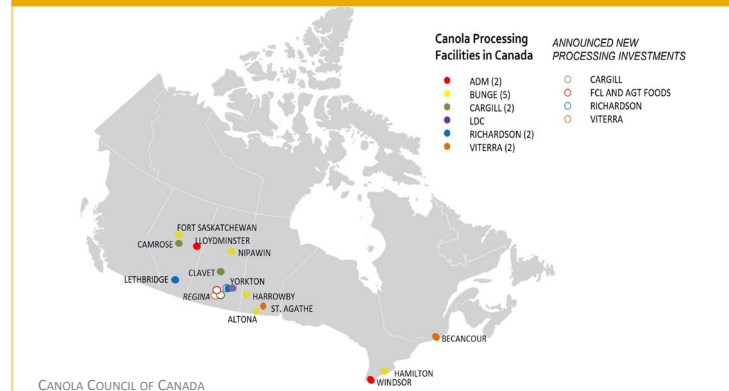 Canola Processing
Facilities in Canada
ADM (2)
BUNGE (5)
CARGILL (2)
LDC
RICHARDSON (2)
VITERRA (2)
ANNOUNCED NEW
PROCESSING INVESTMENTS
CARGILL
FCL AND AGT FOODS
RICHARDSON
VITERRA
FORT SASKATCHEWAN
CAMROSE
LLOYDMINSTER
NIPAWIN
CLAVET
LETHBRIDGE
YORKTON
REGINA
HARROWBY
ST. AGATHE
ALTONA
BECANCOUR
HAMILTON
WINDSOR
CANOLA COUNCIL OF CANADA